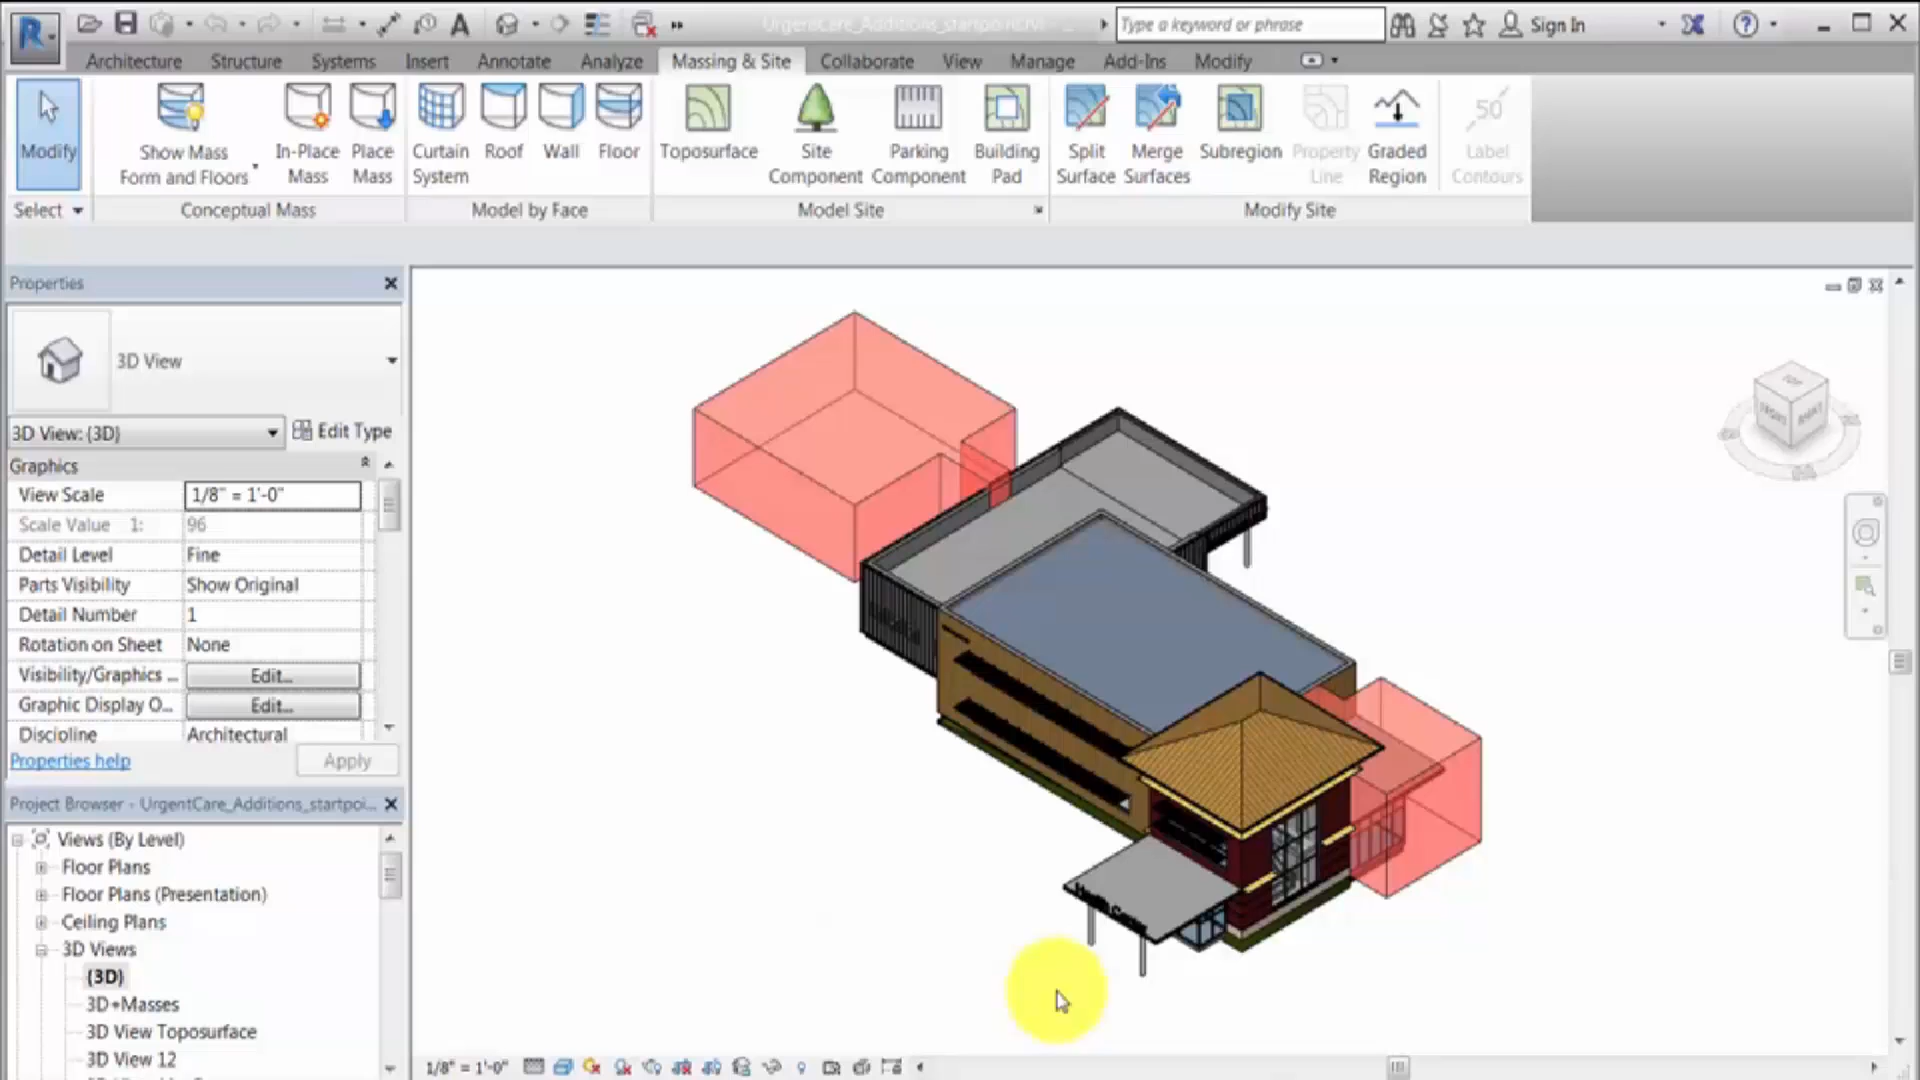 Type a keyword or phrase
Sign In
Architecture Structure Systems Insert Annotate Analyze Massing & Site Collaborate View Manage Add-Ins Modify
Modify
Show Mass
Form and Floors
In-Place
Mass
Place
Mass
Curtain
System
Roof
Wall
Floor
Toposurface
Site
Component
Parking
Component
Building
Pad
Split
Surface
Merge
Surfaces
Subregion
Property
Line
Graded
Region
50
Label
Contours
Select
Conceptual Mass
Model by Face
Model Site
Modify Site
Properties
3D View
3D View: {3D}
Edit Type
Graphics
View Scale 1/8" = 1'-0"
Scale Value 1: 96
Detail Level Fine
Parts Visibility Show Original
Detail Number 1
Rotation on Sheet None
Visibility/Graphics ... Edit...
Graphic Display O... Edit...
Discipline Architectural
Properties help
Apply
Project Browser - UrgentCare_Additions_startpoi...
Views (By Level)
Floor Plans
Floor Plans (Presentation)
Ceiling Plans
3D Views
{3D}
3D+Masses
3D View Toposurface
3D View 12
TOP
FRONT
RIGHT
Health Center
1/8" = 1'-0"